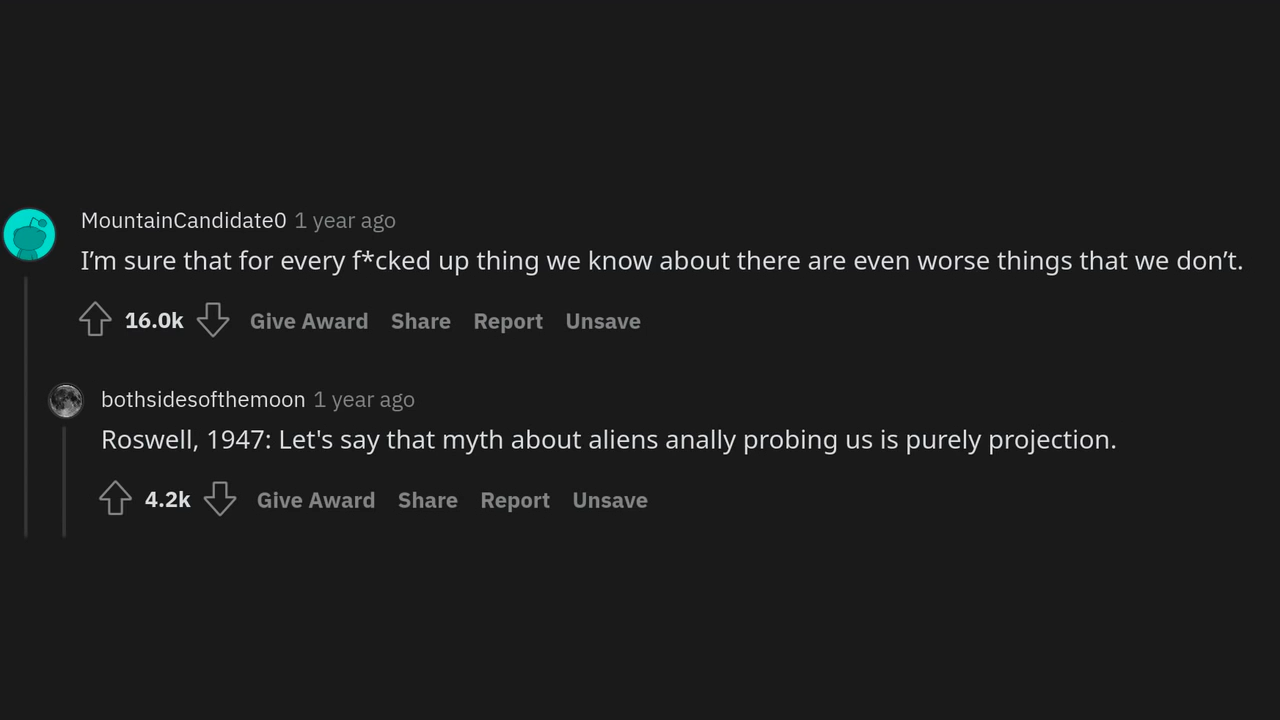 MountainCandidate0 1 year ago
I’m sure that for every f*cked up thing we know about there are even worse things that we don’t.
16.0k Give Award Share Report Unsave
bothsidesofthemoon 1 year ago
Roswell, 1947: Let's say that myth about aliens anally probing us is purely projection.
4.2k Give Award Share Report Unsave